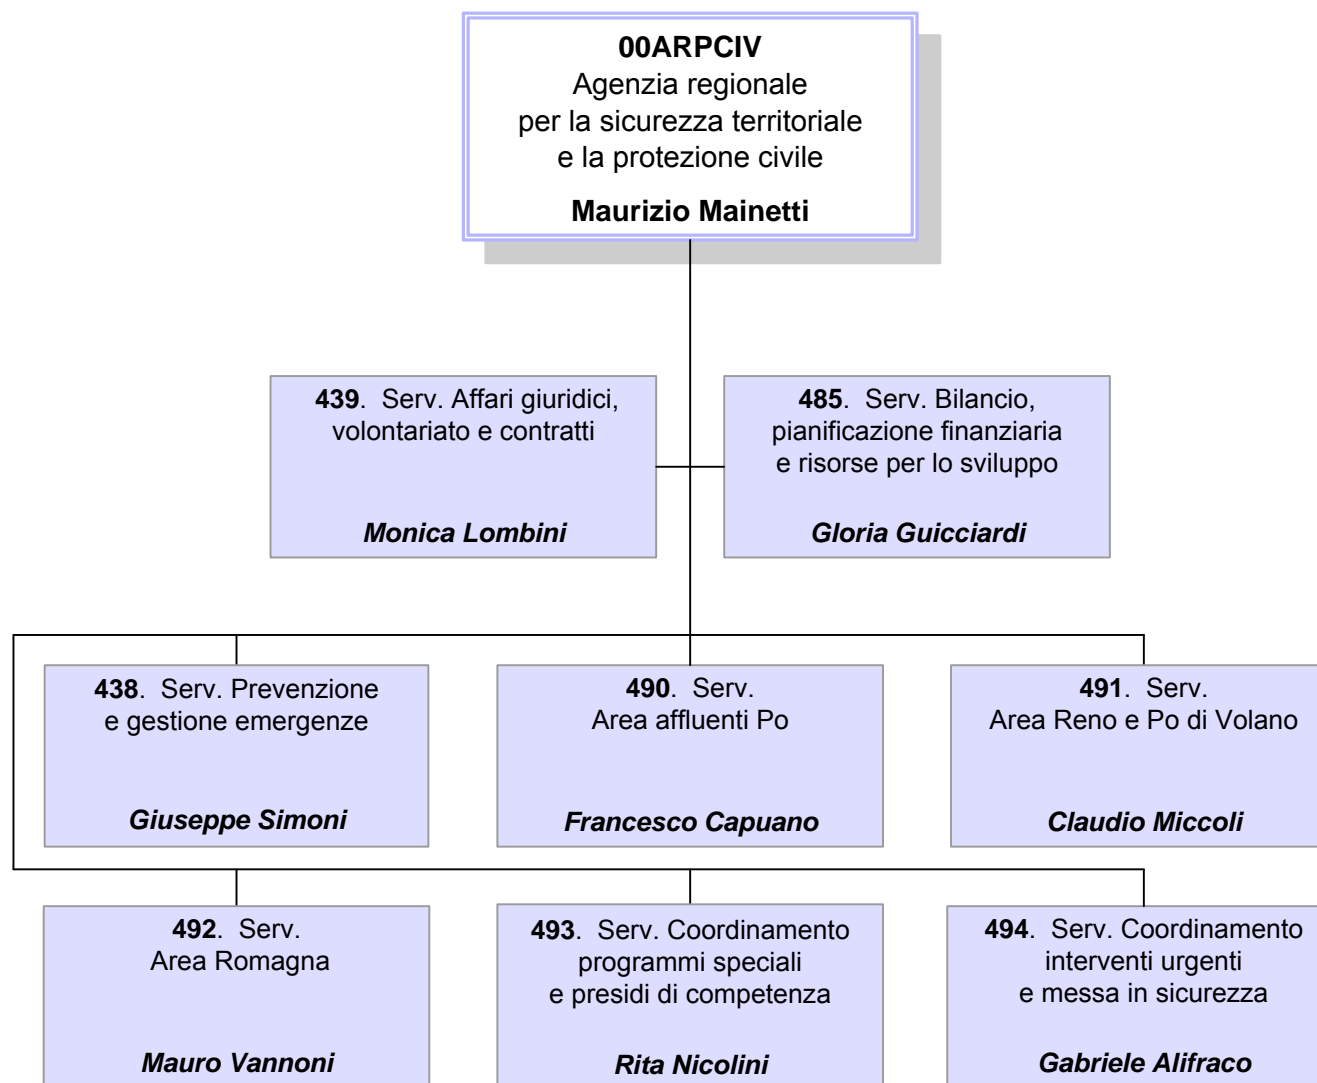 00ARPCIV
Agenzia regionale
per la sicurezza territoriale
e la protezione civile
Maurizio Mainetti
439. Serv. Affari giuridici,
volontariato e contratti
Monica Lombini
485. Serv. Bilancio,
pianificazione finanziaria
e risorse per lo sviluppo
Gloria Guicciardi
438. Serv. Prevenzione
e gestione emergenze
Giuseppe Simoni
490. Serv.
Area affluenti Po
Francesco Capuano
491. Serv.
Area Reno e Po di Volano
Claudio Miccoli
492. Serv.
Area Romagna
Mauro Vannoni
493. Serv. Coordinamento
programmi speciali
e presidi di competenza
Rita Nicolini
494. Serv. Coordinamento
interventi urgenti
e messa in sicurezza
Gabriele Alifraco